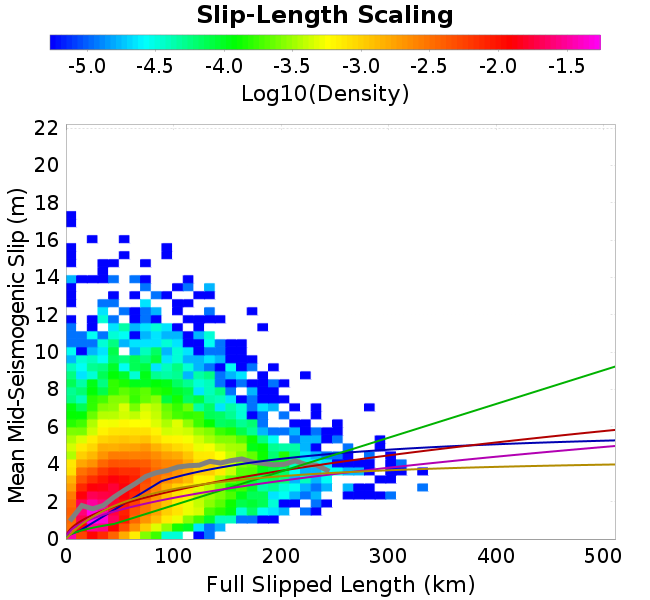 Slip-Length Scaling
-5.0 -4.5 -4.0 -3.5 -3.0 -2.5 -2.0 -1.5
Log10(Density)
Mean Mid-Seismogenic Slip (m)
22
20
18
16
14
12
10
8
6
4
2
0
0 100 200 300 400 500
Full Slipped Length (km)